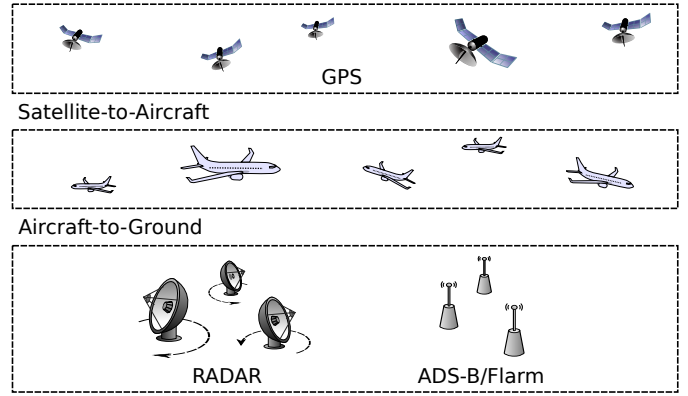 GPS
Satellite-to-Aircraft
Aircraft-to-Ground
RADAR
ADS-B/Flarm